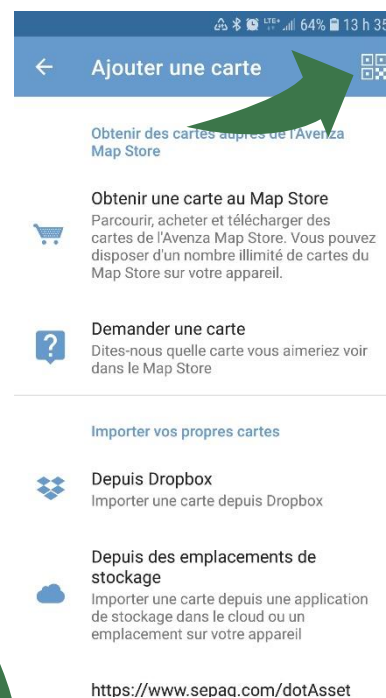 LTE+ 64% 13 h 35
Ajouter une carte
Obtenir des cartes auprès de l'Avenza
Map Store
Obtenir une carte au Map Store
Parcourir, acheter et télécharger des
cartes de l'Avenza Map Store. Vous pouvez
disposer d'un nombre illimité de cartes du
Map Store sur votre appareil.
Demander une carte
Dites-nous quelle carte vous aimeriez voir
dans le Map Store
Importer vos propres cartes
Depuis Dropbox
Importer une carte depuis Dropbox
Depuis des emplacements de
stockage
Importer une carte depuis une application
de stockage dans le cloud ou un
emplacement sur votre appareil
https://www.sepaq.com/dotAsset